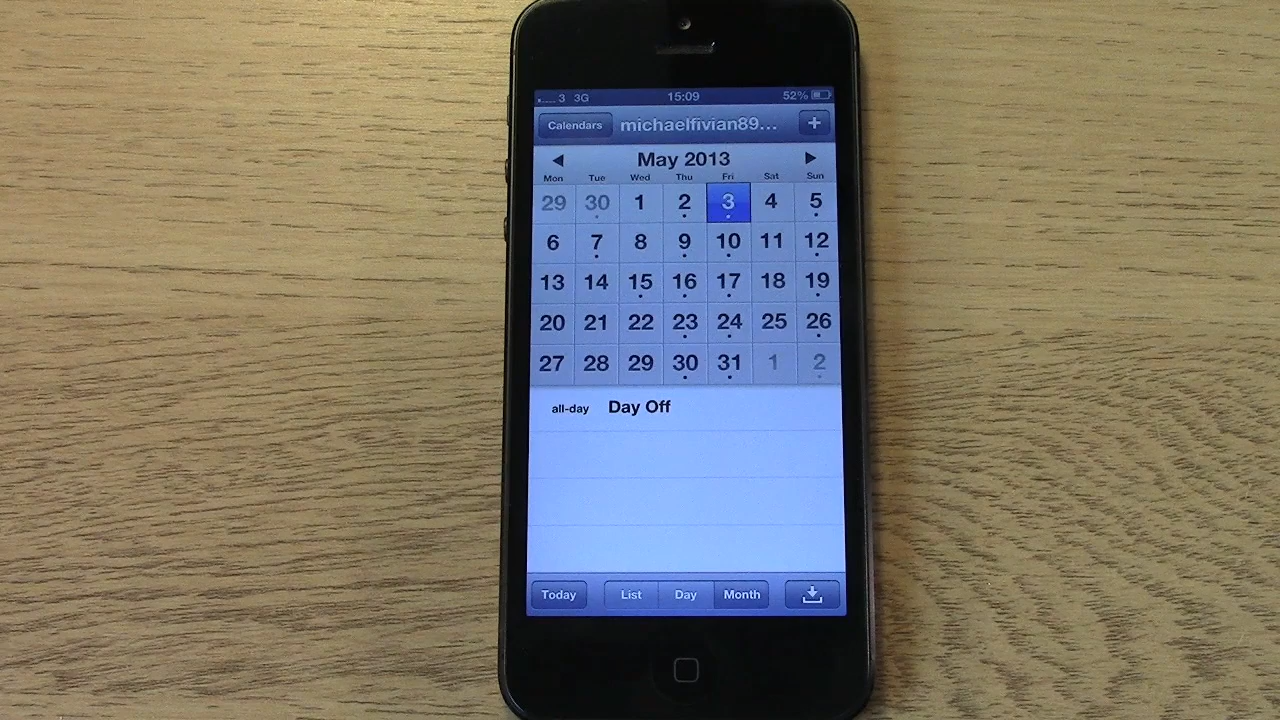 3 3G 15:09 52%
Calendars michaelfivian89... +
May 2013
Mon Tue Wed Thu Fri Sat Sun
29 30 1 2 3 4 5
6 7 8 9 10 11 12
13 14 15 16 17 18 19
20 21 22 23 24 25 26
27 28 29 30 31 1 2
all-day Day Off
Today List Day Month